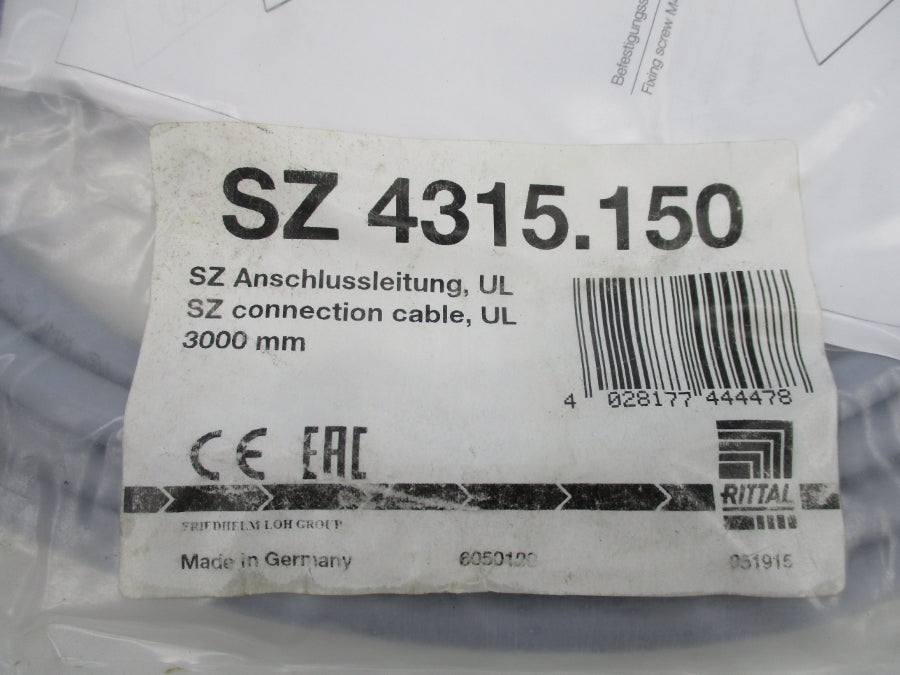 Befestigungss
Fixing screw M
SZ 4315.150
SZ Anschlussleitung, UL
SZ connection cable, UL
3000 mm
4 028177 444478
CE EAC
RITTAL
FRIEDHELM LOH GROUP
Made in Germany